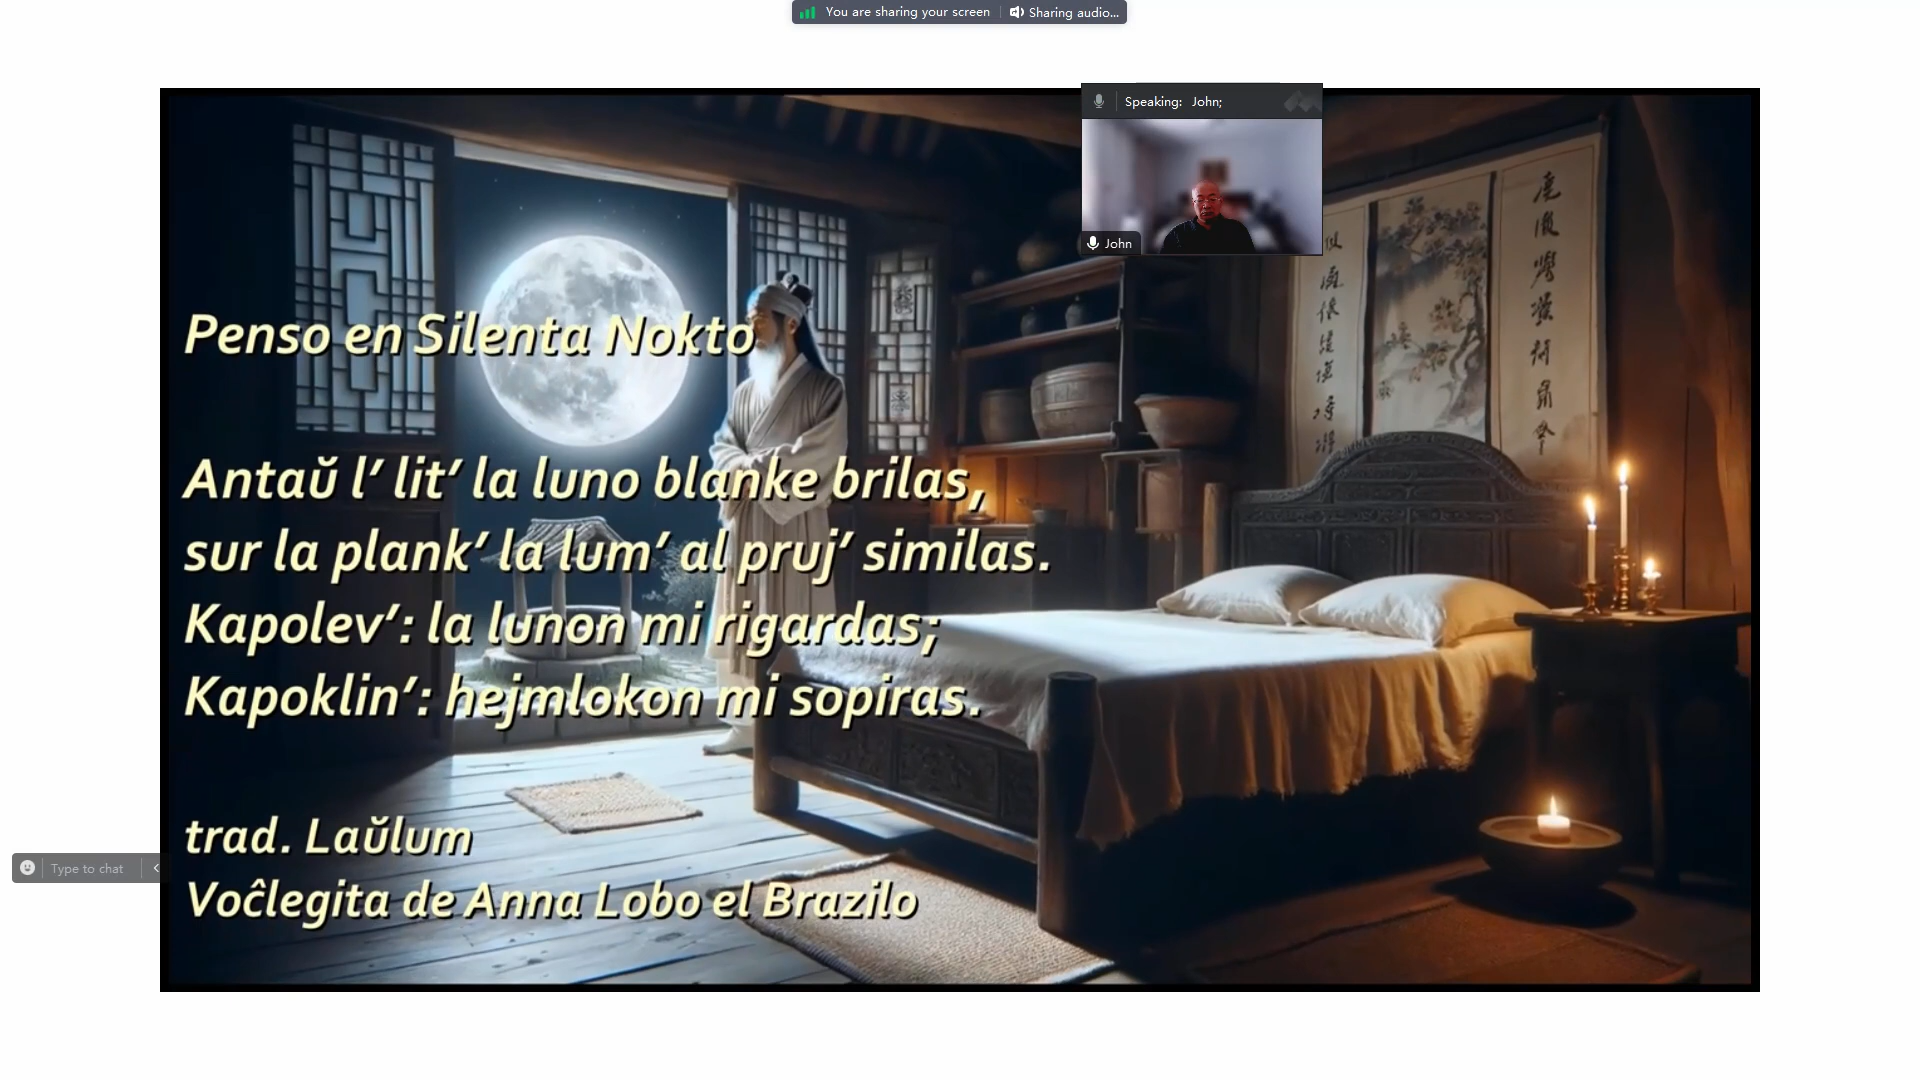 You are sharing your screen
Sharing audio...
Speaking: John;
John
Penso en Silenta Nokto
Antaŭ l’ lit’ la luno blanke brilas,
sur la plank’ la lum’ al pruj’ similas.
Kapolev’: la lunon mi rigardas;
Kapoklin’: hejmlokon mi sopiras.
trad. Laŭlum
Voĉlegita de Anna Lobo el Brazilo
Type to chat